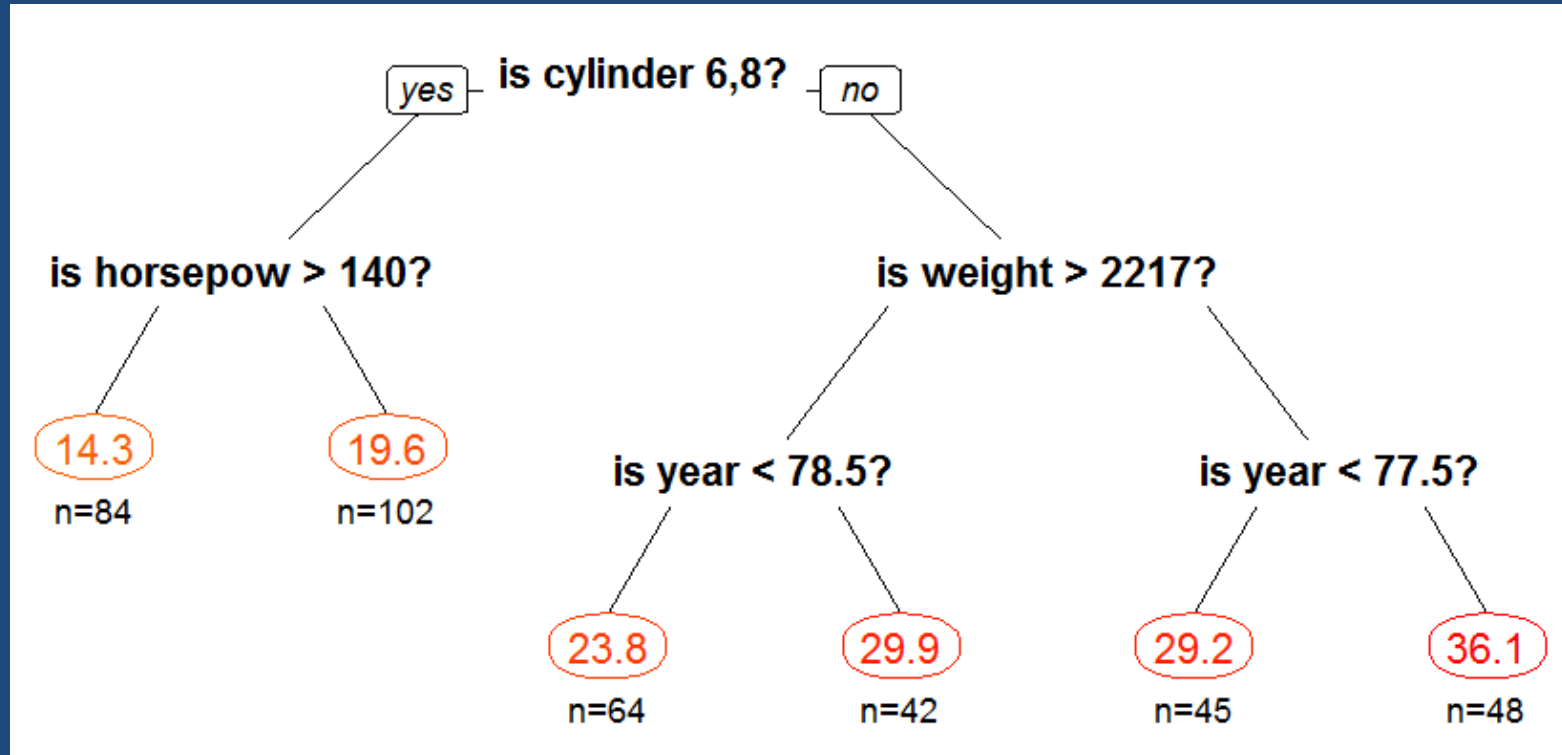 is cylinder 6,8?
yes
no
is horsepow > 140?
is weight > 2217?
14.3
19.6
is year < 78.5?
is year < 77.5?
n=84
n=102
23.8
29.9
29.2
36.1
n=64
n=42
n=45
n=48